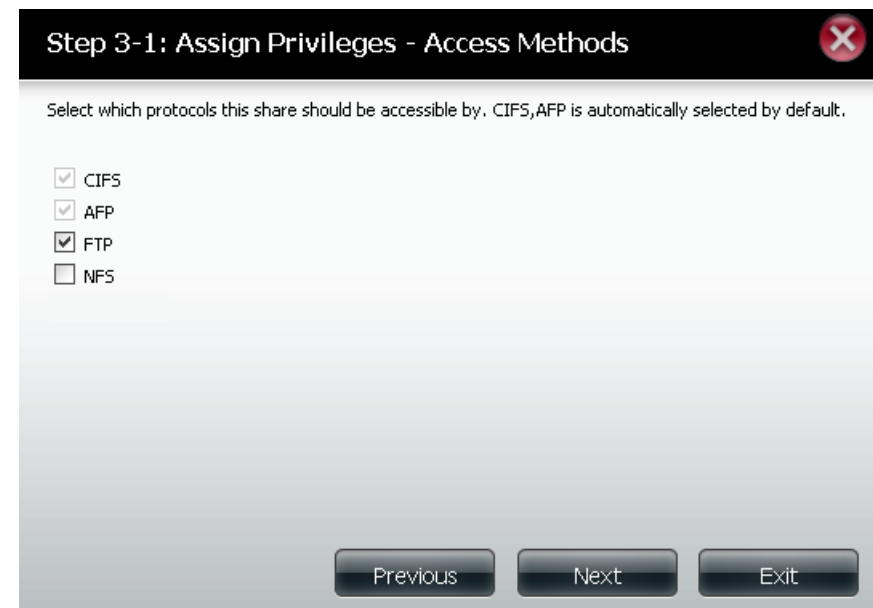 Step 3-1: Assign Privileges - Access Methods
Select which protocols this share should be accessible by. CIFS,AFP is automatically selected by default.
CIFS
AFP
FTP
NFS
Previous
Next
Exit